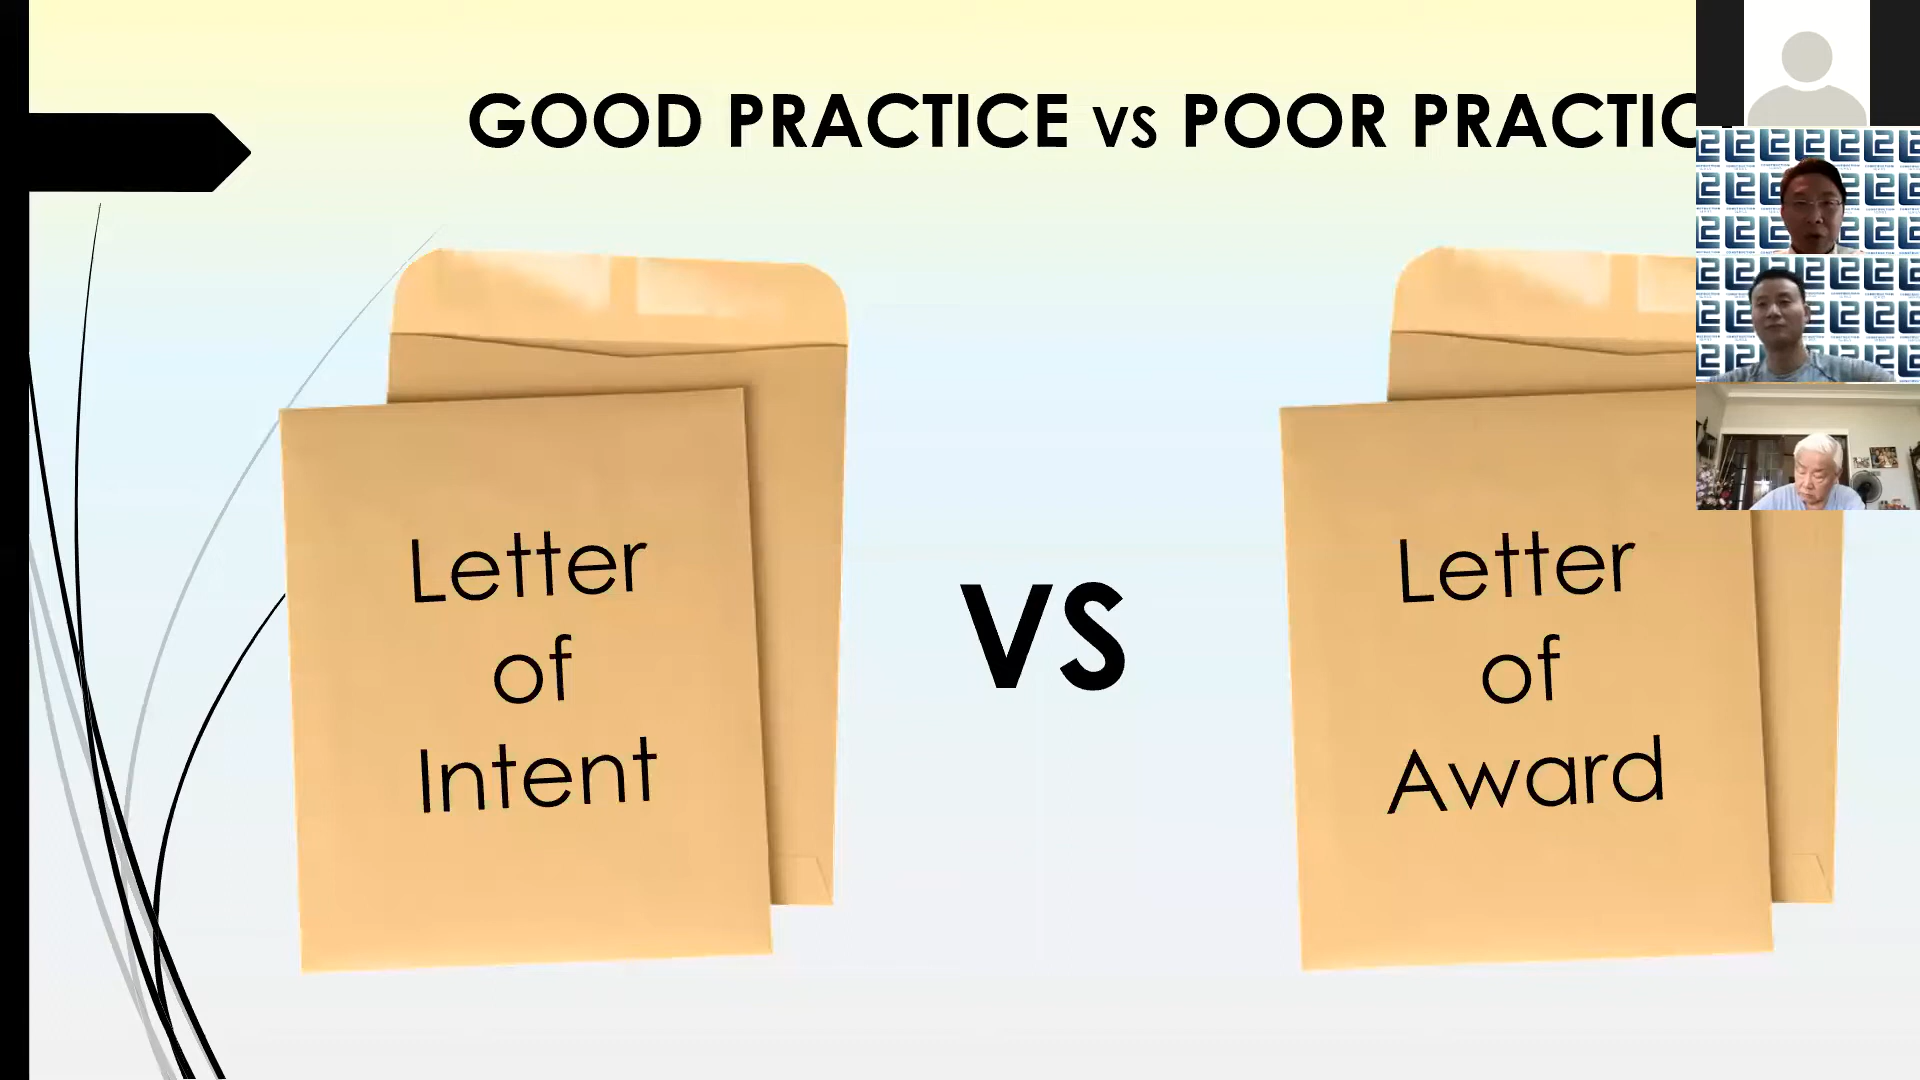 GOOD PRACTICE VS POOR PRACTIC
Letter
of
Intent
VS
Letter
of
Award